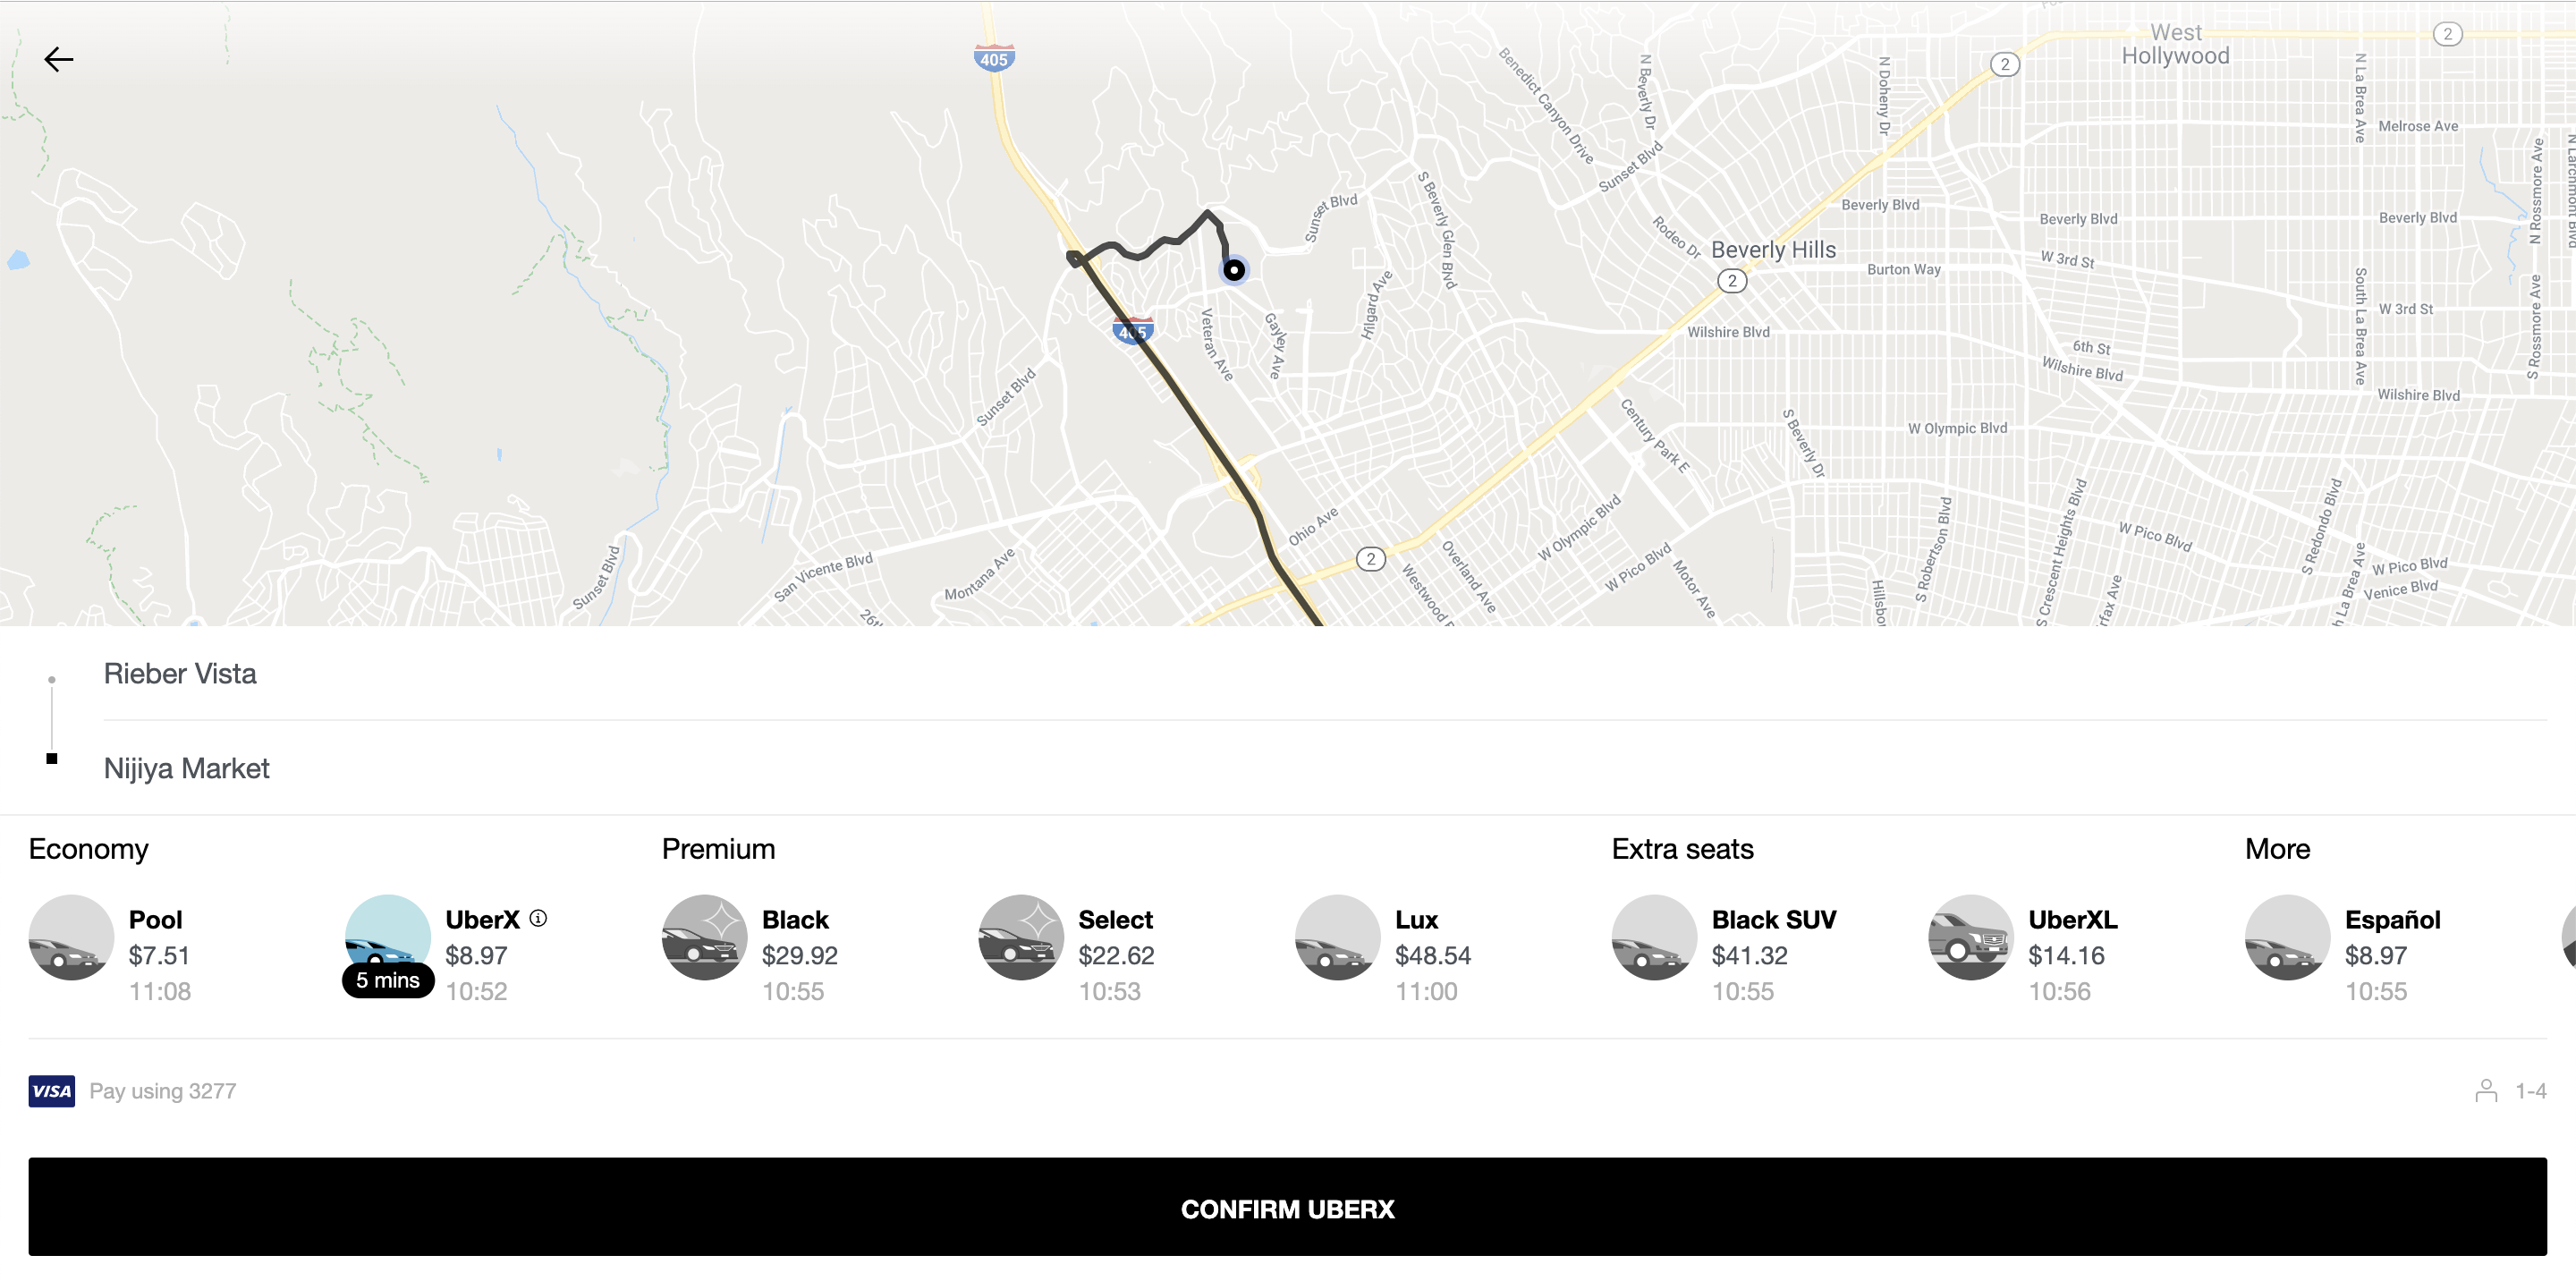 405
West
Hollywood
2
2
Benedict Canyon Drive
N Beverly Dr
N Doheny Dr
N La Brea Ave
Melrose Ave
Sunset Blvd
Sunset Blvd
S Beverly Glen Blvd
Rodeo Dr
Beverly Blvd
Beverly Blvd
Beverly Blvd
N Rossmore Ave
N Larchmont Blvd
Beverly Hills
2
Burton Way
W 3rd St
W 3rd St
South La Brea Ave
S Rossmore Ave
405
Veteran Ave
Gayley Ave
Hilgard Ave
Wilshire Blvd
6th St
Wilshire Blvd
Wilshire Blvd
Sunset Blvd
Century Park E
S Beverly Dr
W Olympic Blvd
Ohio Ave
W Olympic Blvd
W Pico Blvd
S Robertson Blvd
S Crescent Heights Blvd
W Pico Blvd
S Redondo Blvd
W Pico Blvd
Venice Blvd
Sunset Blvd
San Vicente Blvd
Montana Ave
26th
2
Overland Ave
Westwood
Motor Ave
Hillsbo
rfax Ave
h La Brea Ave
Rieber Vista
Nijiya Market
Economy
Premium
Extra seats
More
Pool
$7.51
11:08
UberX
$8.97
10:52
5 mins
Black
$29.92
10:55
Select
$22.62
10:53
Lux
$48.54
11:00
Black SUV
$41.32
10:55
UberXL
$14.16
10:56
Español
$8.97
10:55
VISA Pay using 3277
1-4
CONFIRM UBERX